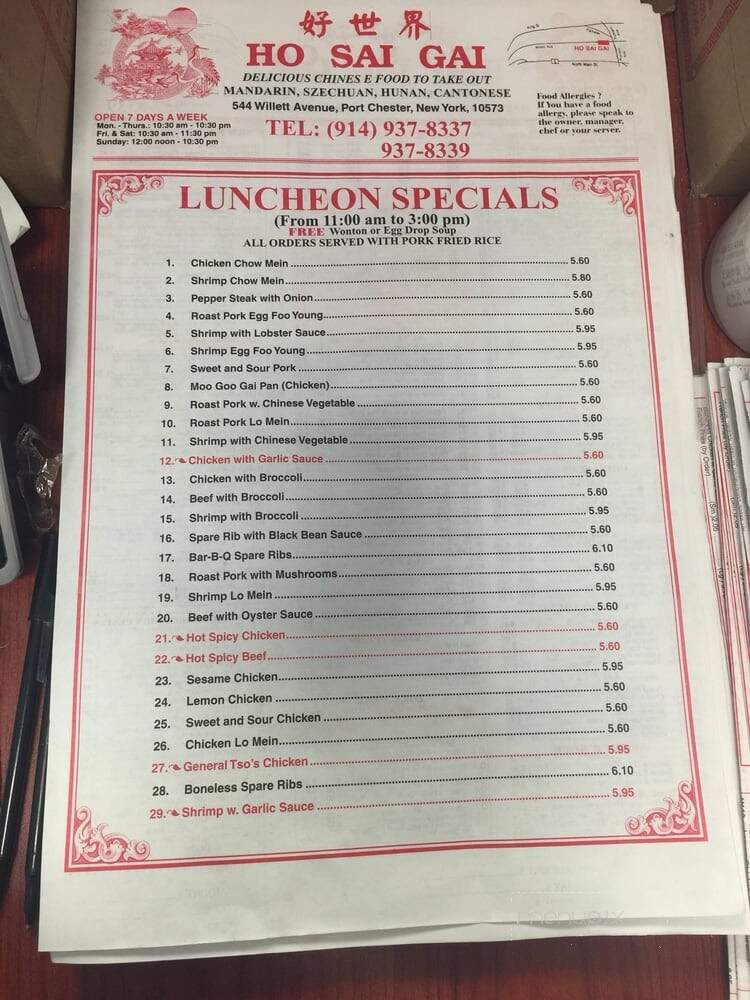 好世界
HO SAI GAI
DELICIOUS CHINES E FOOD TO TAKE OUT
MANDARIN, SZECHUAN, HUNAN, CANTONESE
544 Willett Avenue, Port Chester, New York, 10573
TEL: (914) 937-8337
937-8339
OPEN 7 DAYS A WEEK
Mon. - Thurs.: 10:30 am - 10:30 pm
Fri. & Sat: 10:30 am - 11:30 pm
Sunday: 12:00 noon - 10:30 pm
HO SAI GAI
North Main St.
Food Allergies ?
If You have a food
allergy, please speak to
the owner, manager,
chef or your server.
LUNCHEON SPECIALS
(From 11:00 am to 3:00 pm)
FREE Wonton or Egg Drop Soup
ALL ORDERS SERVED WITH PORK FRIED RICE
1. Chicken Chow Mein 5.60
2. Shrimp Chow Mein 5.80
3. Pepper Steak with Onion 5.60
4. Roast Pork Egg Foo Young 5.60
5. Shrimp with Lobster Sauce 5.95
6. Shrimp Egg Foo Young 5.95
7. Sweet and Sour Pork 5.60
8. Moo Goo Gai Pan (Chicken) 5.60
9. Roast Pork w. Chinese Vegetable 5.60
10. Roast Pork Lo Mein 5.60
11. Shrimp with Chinese Vegetable 5.95
12. Chicken with Garlic Sauce 5.60
13. Chicken with Broccoli 5.60
14. Beef with Broccoli 5.60
15. Shrimp with Broccoli 5.95
16. Spare Rib with Black Bean Sauce 5.60
17. Bar-B-Q Spare Ribs 6.10
18. Roast Pork with Mushrooms 5.60
19. Shrimp Lo Mein 5.95
20. Beef with Oyster Sauce 5.60
21. Hot Spicy Chicken 5.60
22. Hot Spicy Beef 5.60
23. Sesame Chicken 5.95
24. Lemon Chicken 5.60
25. Sweet and Sour Chicken 5.60
26. Chicken Lo Mein 5.60
27. General Tso's Chicken 5.95
28. Boneless Spare Ribs 6.10
29. Shrimp w. Garlic Sauce 5.95